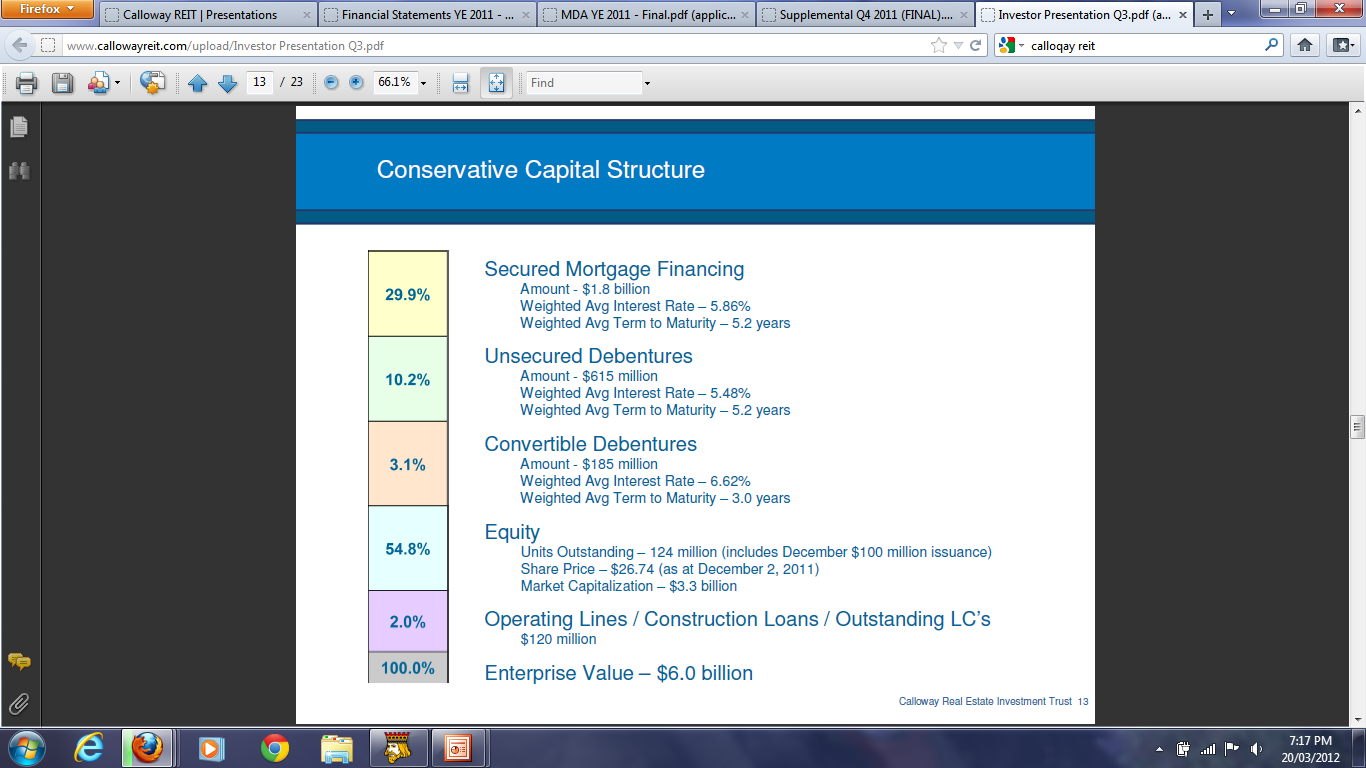 Firefox
Calloway REIT | Presentations
Financial Statements YE 2011 - ...
MDA YE 2011 - Final.pdf (applic...
Supplemental Q4 2011 (FINAL)....
Investor Presentation Q3.pdf (a...
www.callowayreit.com/upload/Investor Presentation Q3.pdf
calloqay reit
13 / 23
66.1%
Find
Conservative Capital Structure
29.9%
Secured Mortgage Financing
Amount - $1.8 billion
Weighted Avg Interest Rate – 5.86%
Weighted Avg Term to Maturity – 5.2 years
10.2%
Unsecured Debentures
Amount - $615 million
Weighted Avg Interest Rate – 5.48%
Weighted Avg Term to Maturity – 5.2 years
3.1%
Convertible Debentures
Amount - $185 million
Weighted Avg Interest Rate – 6.62%
Weighted Avg Term to Maturity – 3.0 years
54.8%
Equity
Units Outstanding – 124 million (includes December $100 million issuance)
Share Price – $26.74 (as at December 2, 2011)
Market Capitalization – $3.3 billion
2.0%
Operating Lines / Construction Loans / Outstanding LC's
$120 million
100.0%
Enterprise Value – $6.0 billion
Calloway Real Estate Investment Trust 13
7:17 PM
20/03/2012